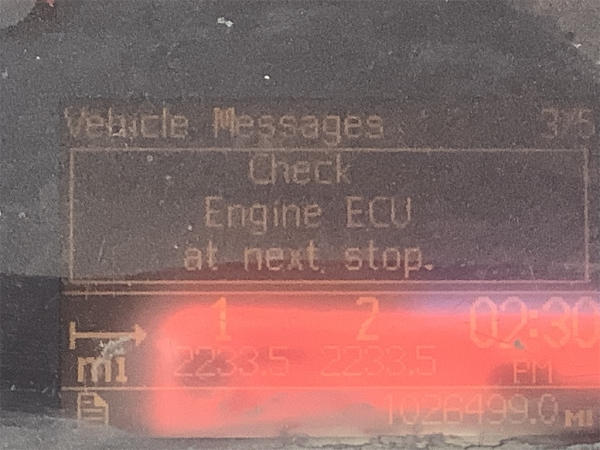 Vehicle Messages 3/5
Check
Engine ECU
at next stop.
1 2 02:30
mi 2233.5 2233.5 PM
1026499.0 MI